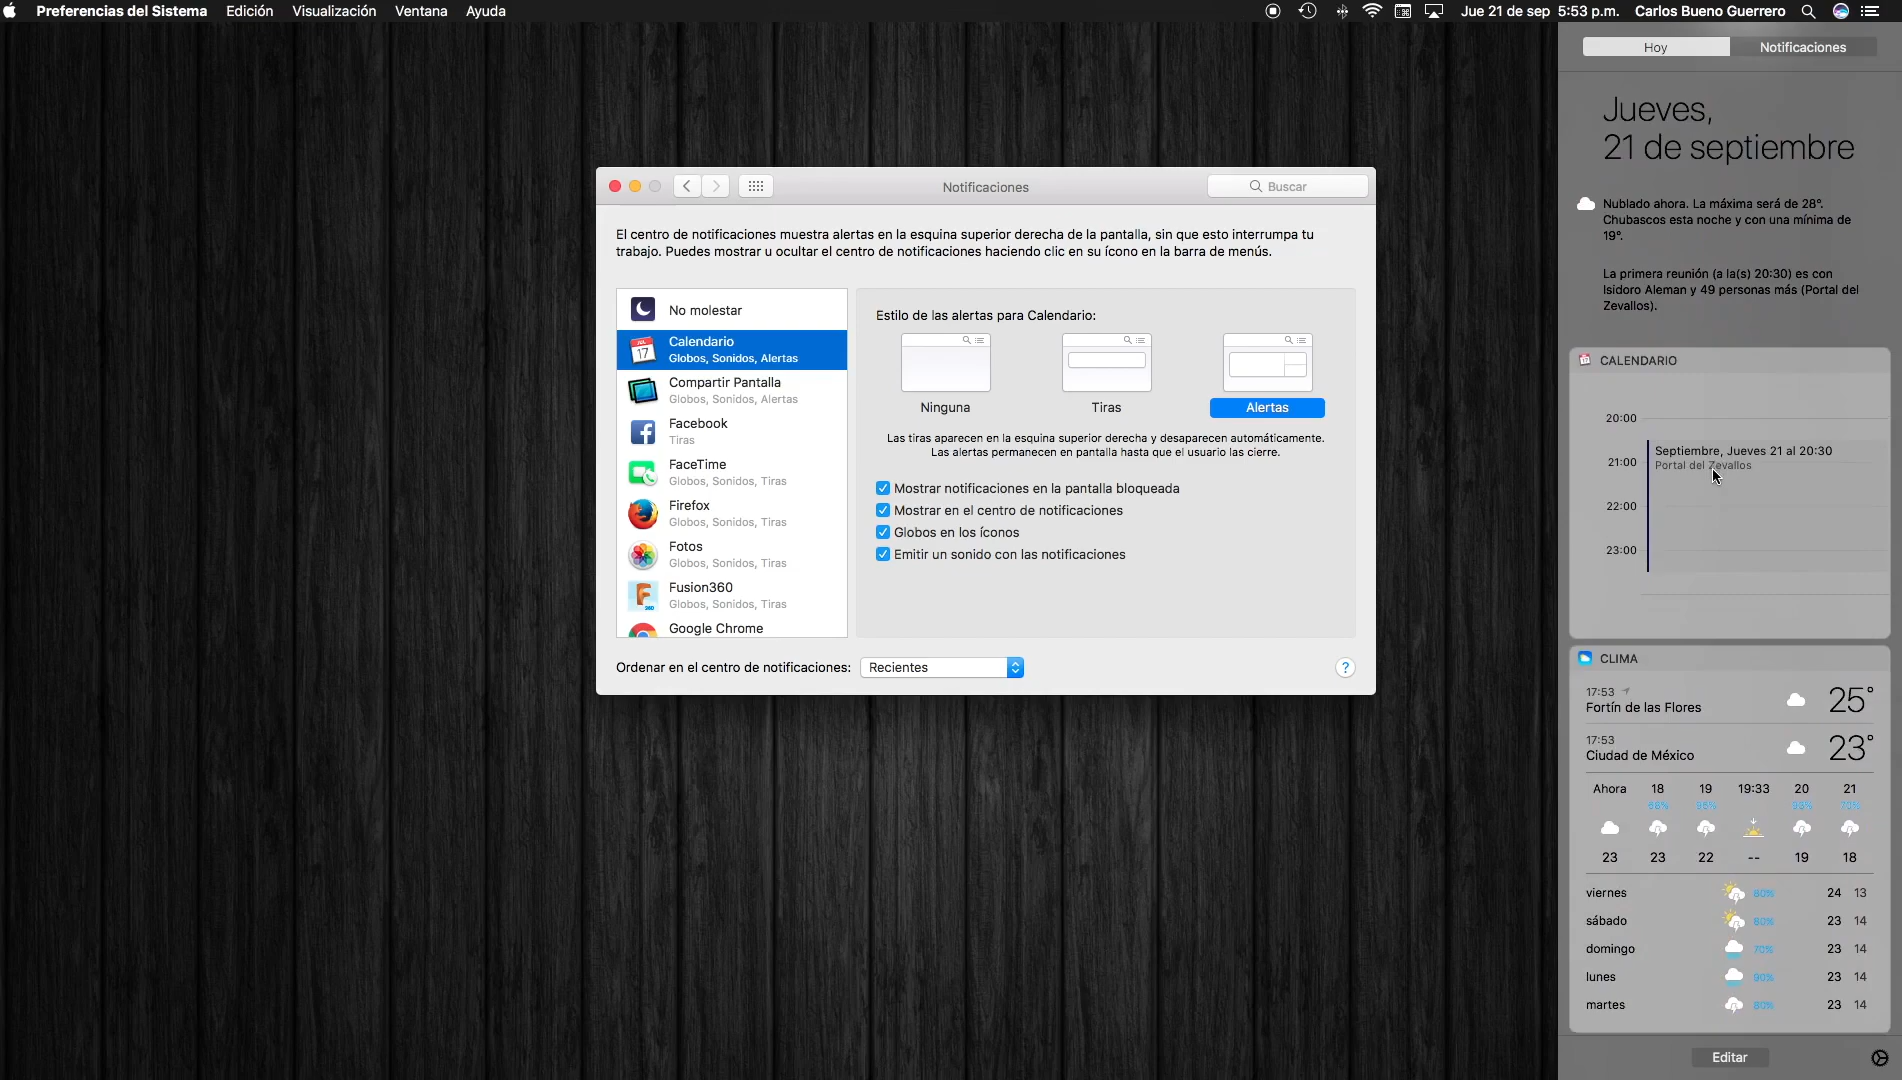 Preferencias del Sistema Edición Visualización Ventana Ayuda Jue 21 de sep 5:53 p.m. Carlos Bueno Guerrero
Notificaciones
Buscar
El centro de notificaciones muestra alertas en la esquina superior derecha de la pantalla, sin que esto interrumpa tu
trabajo. Puedes mostrar u ocultar el centro de notificaciones haciendo clic en su ícono en la barra de menús.
No molestar
JUL
17
Calendario
Globos, Sonidos, Alertas
Compartir Pantalla
Globos, Sonidos, Alertas
Facebook
Tiras
FaceTime
Globos, Sonidos, Tiras
Firefox
Globos, Sonidos, Tiras
Fotos
Globos, Sonidos, Tiras
Fusion360
Globos, Sonidos, Tiras
Google Chrome
Estilo de las alertas para Calendario:
Ninguna Tiras Alertas
Las tiras aparecen en la esquina superior derecha y desaparecen automáticamente.
Las alertas permanecen en pantalla hasta que el usuario las cierre.
Mostrar notificaciones en la pantalla bloqueada
Mostrar en el centro de notificaciones
Globos en los íconos
Emitir un sonido con las notificaciones
Ordenar en el centro de notificaciones: Recientes ?
Hoy Notificaciones
Jueves,
21 de septiembre
Nublado ahora. La máxima será de 28°.
Chubascos esta noche y con una mínima de
19°.
La primera reunión (a la(s) 20:30) es con
Isidoro Aleman y 49 personas más (Portal del
Zevallos).
CALENDARIO
20:00
Septiembre, Jueves 21 al 20:30
21:00 Portal del Zevallos
22:00
23:00
CLIMA
17:53
Fortín de las Flores 25°
17:53
Ciudad de México 23°
Ahora 18 19 19:33 20 21
23 23 22 -- 19 18
viernes 80% 24 13
sábado 80% 23 14
domingo 70% 23 14
lunes 90% 23 14
martes 80% 23 14
Editar